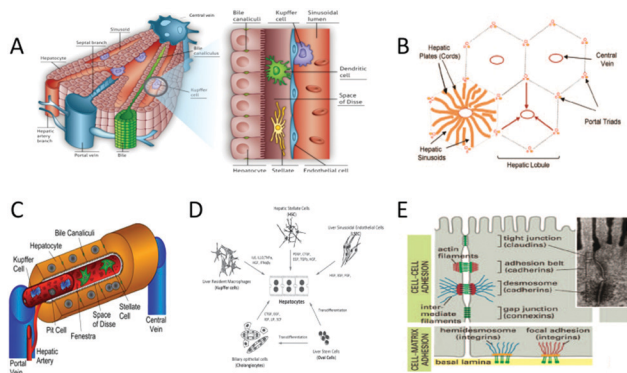 A
Central vein
Septal branch
Sinusoid
Hepatocyte
Bile
canaliculus
Kupffer
cell
Hepatic
artery
branch
Portal vein
Bile
Bile
canaliculi
Kupffer
cell
Sinusoidal
lumen
Dendritic
cell
Space
of Disse
Hepatocyte
Stellate
cell
Endothelial cell
B
Hepatic
Plates (Cords)
Central
Vein
Portal Triads
Hepatic
Sinusoids
Hepatic Lobule
C
Bile Canaliculi
Hepatocyte
Kupffer
Cell
Stellate
Cell
Space
of Disse
Pit Cell
Fenestra
Central
Vein
Hepatic
Artery
Portal
Vein
D
Hepatic Stellate Cells
(HSC)
Liver Sinusoidal Endothelial Cells
Liver Resident Macrophages
(Kupffer cells)
Hepatocytes
Transdifferentiation
Transdifferentiation
Biliary epithelial cells
(Cholangiocytes)
Liver Stem Cells
(Oval Cells)
E
CELL-CELL
ADHESION
actin
filaments
tight junction
(claudins)
adhesion belt
(cadherins)
desmosome
(cadherins)
inter-
mediate
filaments
gap junction
(connexins)
CELL-MATRIX
ADHESION
hemidesmosome
(integrins)
focal adhesion
(integrins)
basal lamina